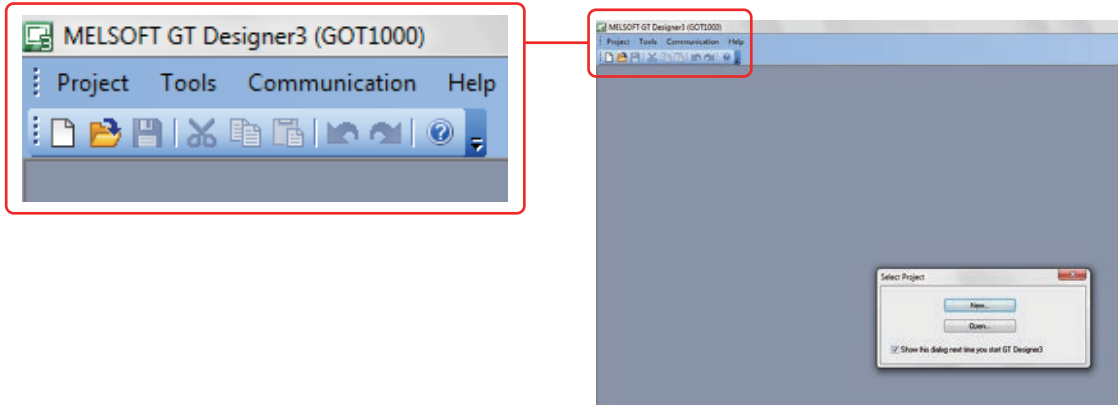 MELSOFT GT Designer3 (GOT1000)
Project Tools Communication Help
MELSOFT GT Designer3 (GOT1000)
Project Tools Communication Help
Select Project
New...
Open...
Show this dialog next time you start GT Designer3